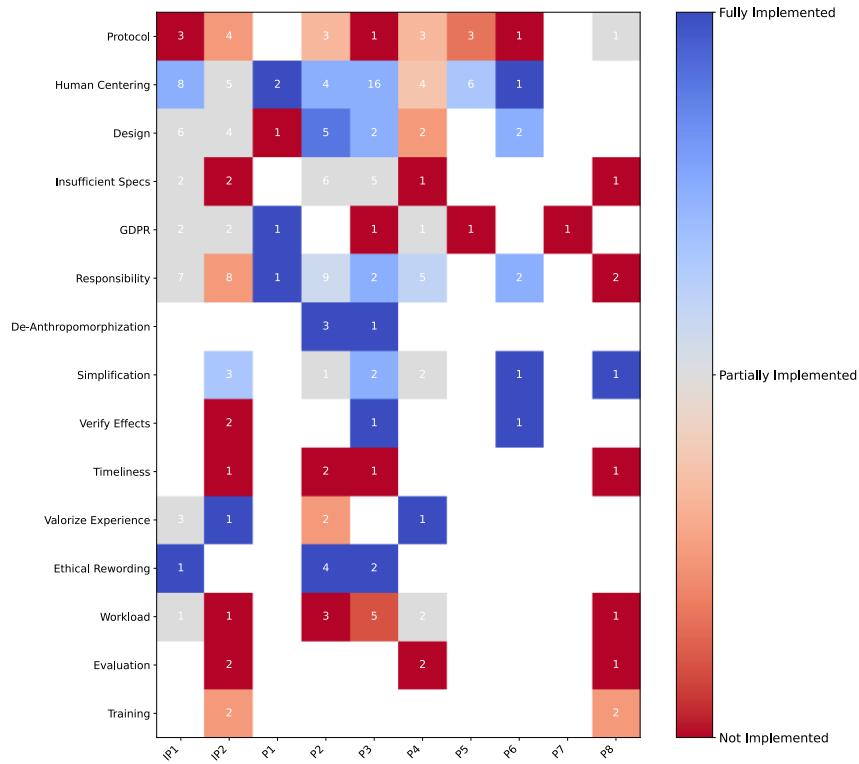 Fully Implemented
Protocol 3 4 3 1 3 3 1 1
Human Centering 8 5 2 4 16 4 6 1
Design 6 4 1 5 2 2 2
Insufficient Specs 2 2 6 5 1 1
GDPR 2 2 1 1 1 1 1
Responsibility 7 8 1 9 2 5 2 2
De-Anthropomorphization 3 1
Simplification 3 1 2 2 1 1
Partially Implemented
Verify Effects 2 1 1
Timeliness 1 2 1 1
Valorize Experience 3 1 2 1
Ethical Rewording 1 4 2
Workload 1 1 3 5 2 1
Evaluation 2 2 1
Training 2 2
Not Implemented
IP1 IP2 P1 P2 P3 P4 P5 P6 P7 P8